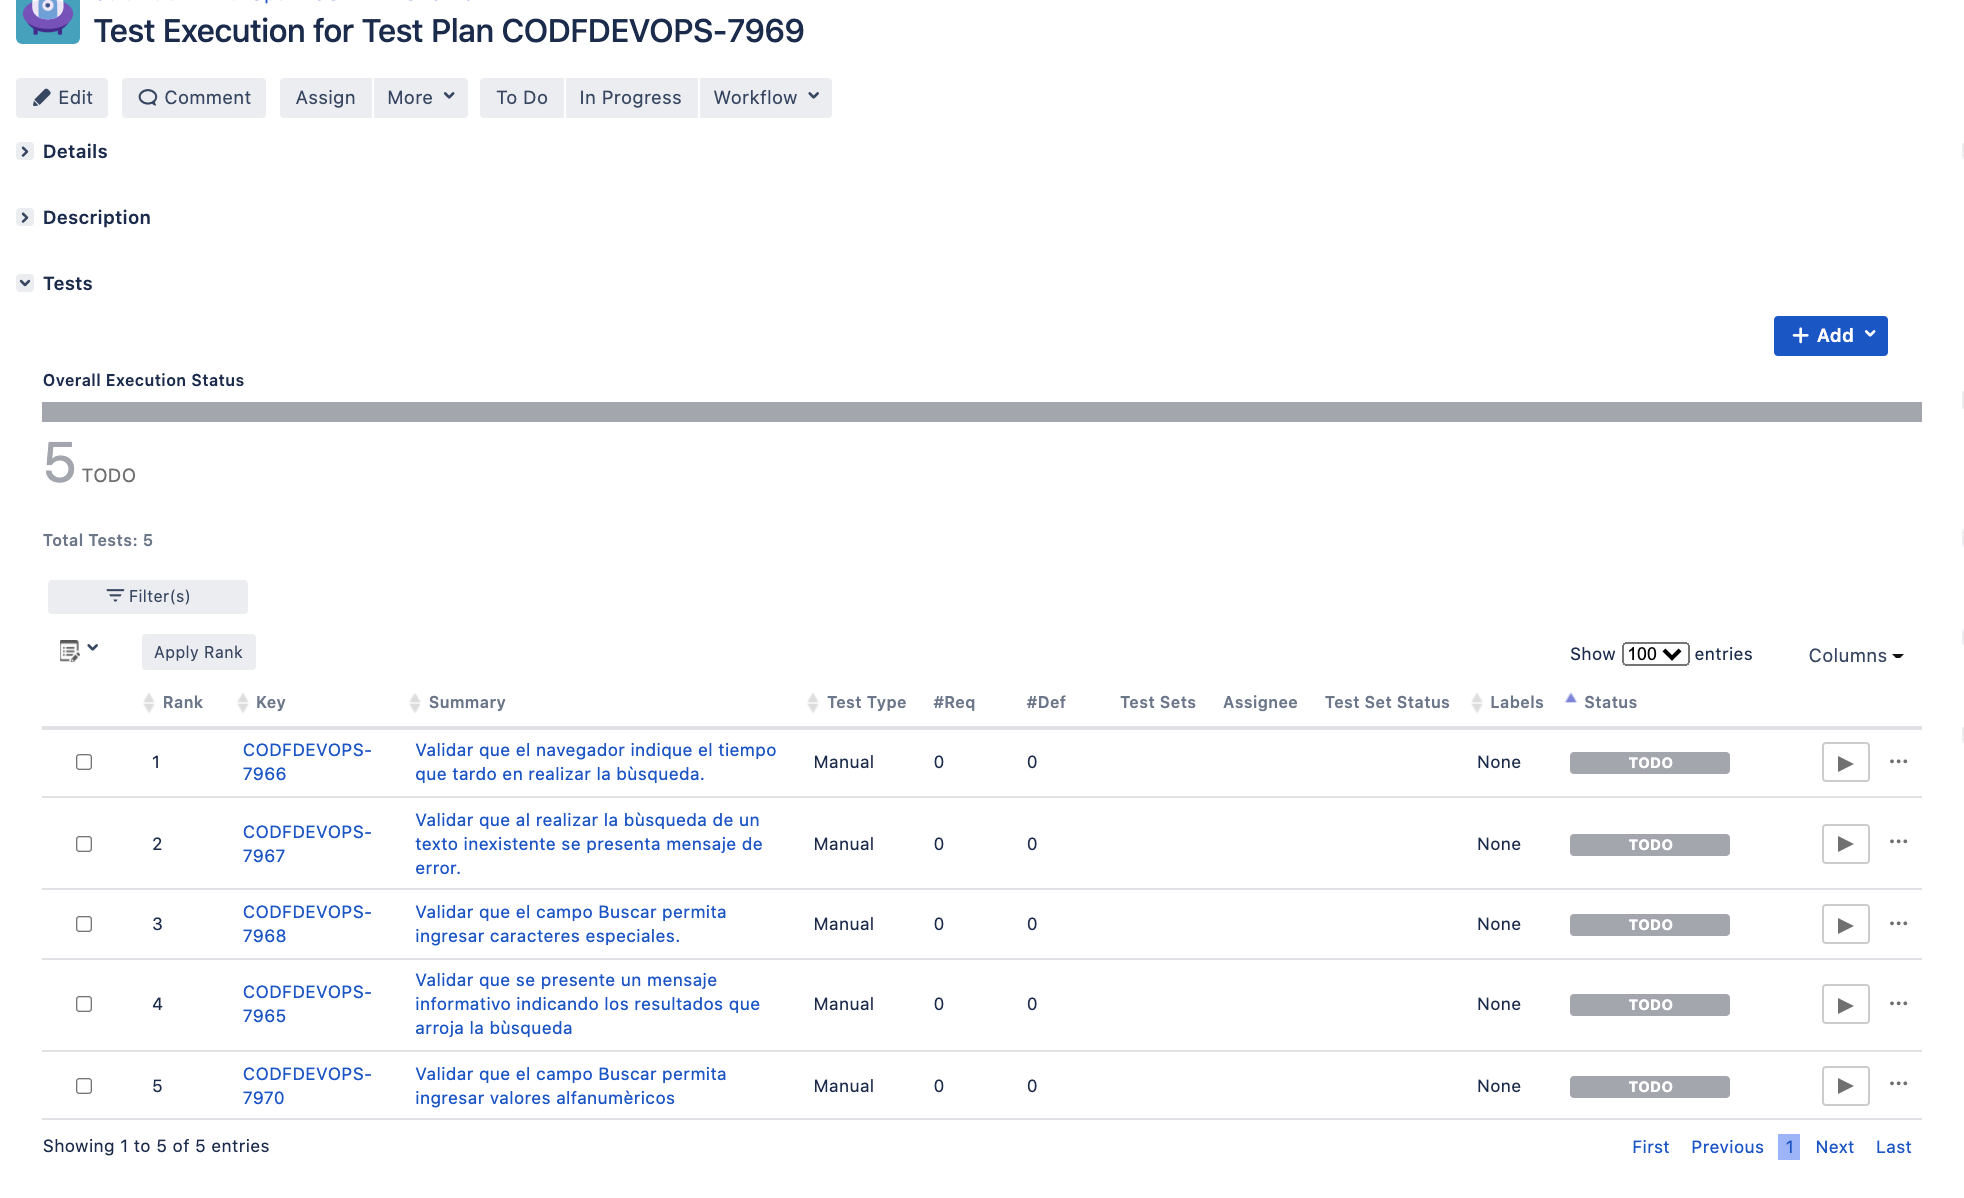 Test Execution for Test Plan CODFDEVOPS-7969
Edit Comment Assign More To Do In Progress Workflow
Details
Description
Tests
+ Add
Overall Execution Status
5 TODO
Total Tests: 5
Filter(s)
Apply Rank Show 100 entries Columns
Rank Key Summary Test Type #Req #Def Test Sets Assignee Test Set Status Labels Status
1 CODFDEVOPS-7966 Validar que el navegador indique el tiempo que tardo en realizar la bùsqueda. Manual 0 0 None TODO
2 CODFDEVOPS-7967 Validar que al realizar la bùsqueda de un texto inexistente se presenta mensaje de error. Manual 0 0 None TODO
3 CODFDEVOPS-7968 Validar que el campo Buscar permita ingresar caracteres especiales. Manual 0 0 None TODO
4 CODFDEVOPS-7965 Validar que se presente un mensaje informativo indicando los resultados que arroja la bùsqueda Manual 0 0 None TODO
5 CODFDEVOPS-7970 Validar que el campo Buscar permita ingresar valores alfanumèricos Manual 0 0 None TODO
Showing 1 to 5 of 5 entries First Previous 1 Next Last